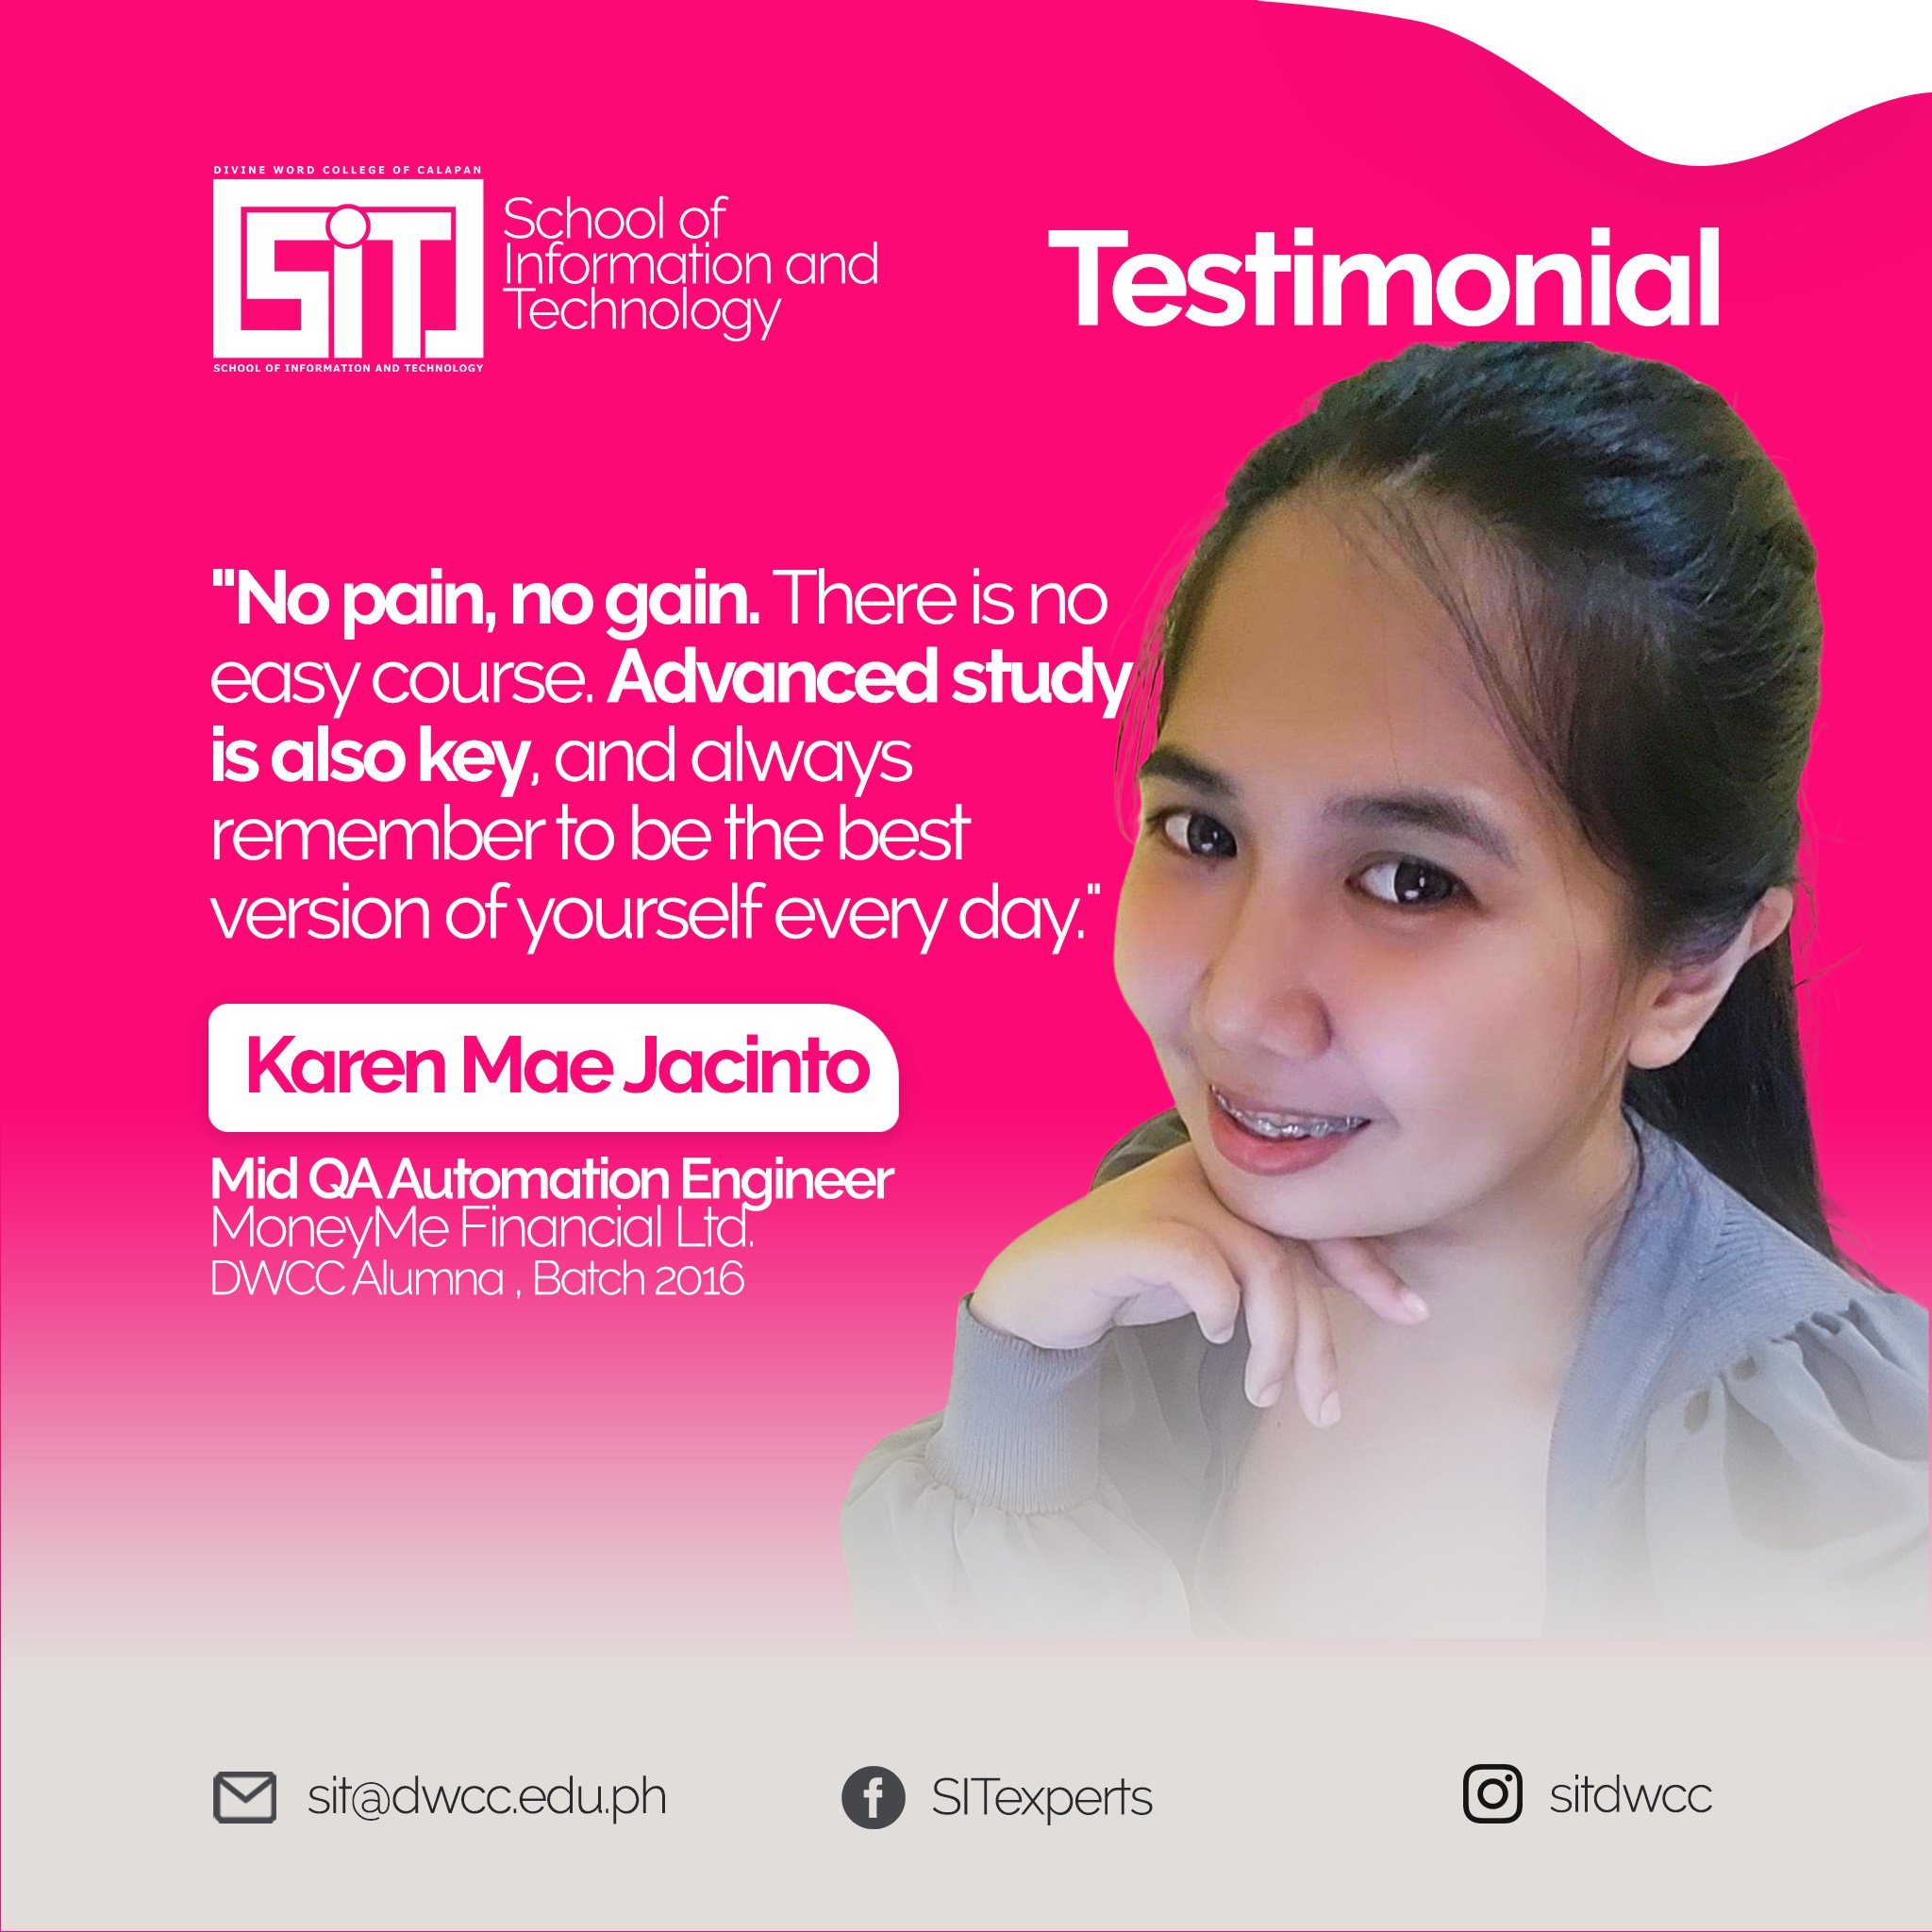 DIVINE WORD COLLEGE OF CALAPAN
SiT
SCHOOL OF INFORMATION AND TECHNOLOGY
School of
Information and
Technology
Testimonial
"No pain, no gain. There is no
easy course. Advanced study
is also key, and always
remember to be the best
version of yourself every day."
Karen Mae Jacinto
Mid QA Automation Engineer
MoneyMe Financial Ltd.
DWCC Alumna , Batch 2016
sit@dwcc.edu.ph
SITexperts
sitdwcc